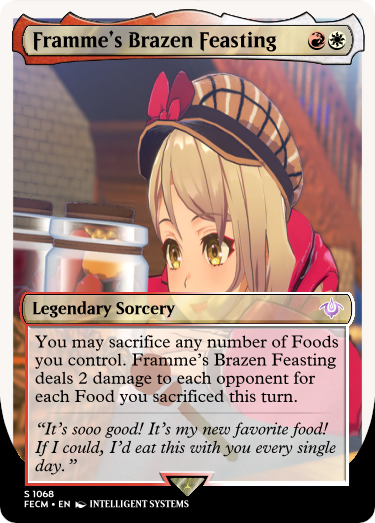 Framme's Brazen Feasting
Legendary Sorcery
You may sacrifice any number of Foods
you control. Framme's Brazen Feasting
deals 2 damage to each opponent for
each Food you sacrificed this turn.
“It's sooo good! It's my new favorite food!
If I could, I'd eat this with you every single
day.”
S 1068
FECM • EN INTELLIGENT SYSTEMS